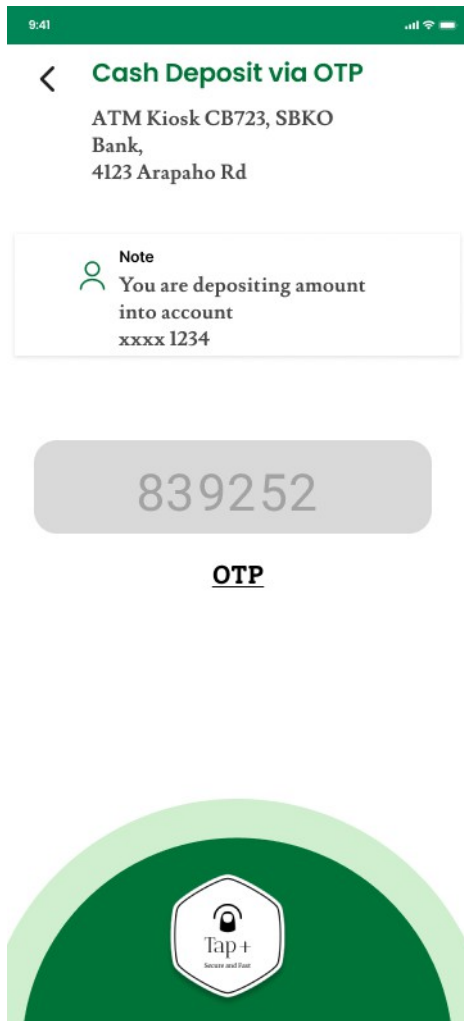 9:41
Cash Deposit via OTP
ATM Kiosk CB723, SBKO
Bank,
4123 Arapaho Rd
Note
You are depositing amount
into account
xxxx 1234
839252
OTP
Tap+
Secure and Fast